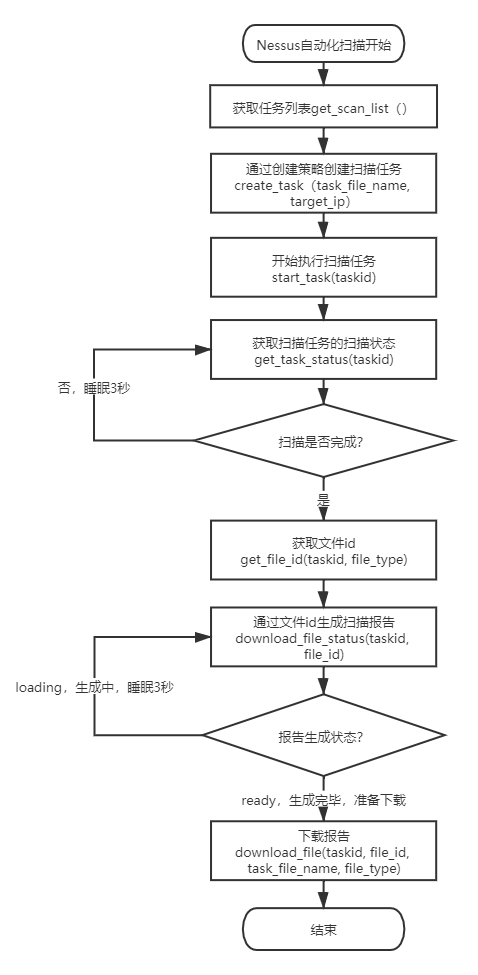 Nessus自动化扫描开始
获取任务列表get_scan_list（）
通过创建策略创建扫描任务
create_task（task_file_name,
target_ip）
开始执行扫描任务
start_task(taskid)
获取扫描任务的扫描状态
get_task_status(taskid)
否，睡眠3秒
扫描是否完成？
是
获取文件id
get_file_id(taskid, file_type)
通过文件id生成扫描报告
download_file_status(taskid,
file_id)
loading，生成中，睡眠3秒
报告生成状态？
ready，生成完毕，准备下载
下载报告
download_file(taskid, file_id,
task_file_name, file_type)
结束